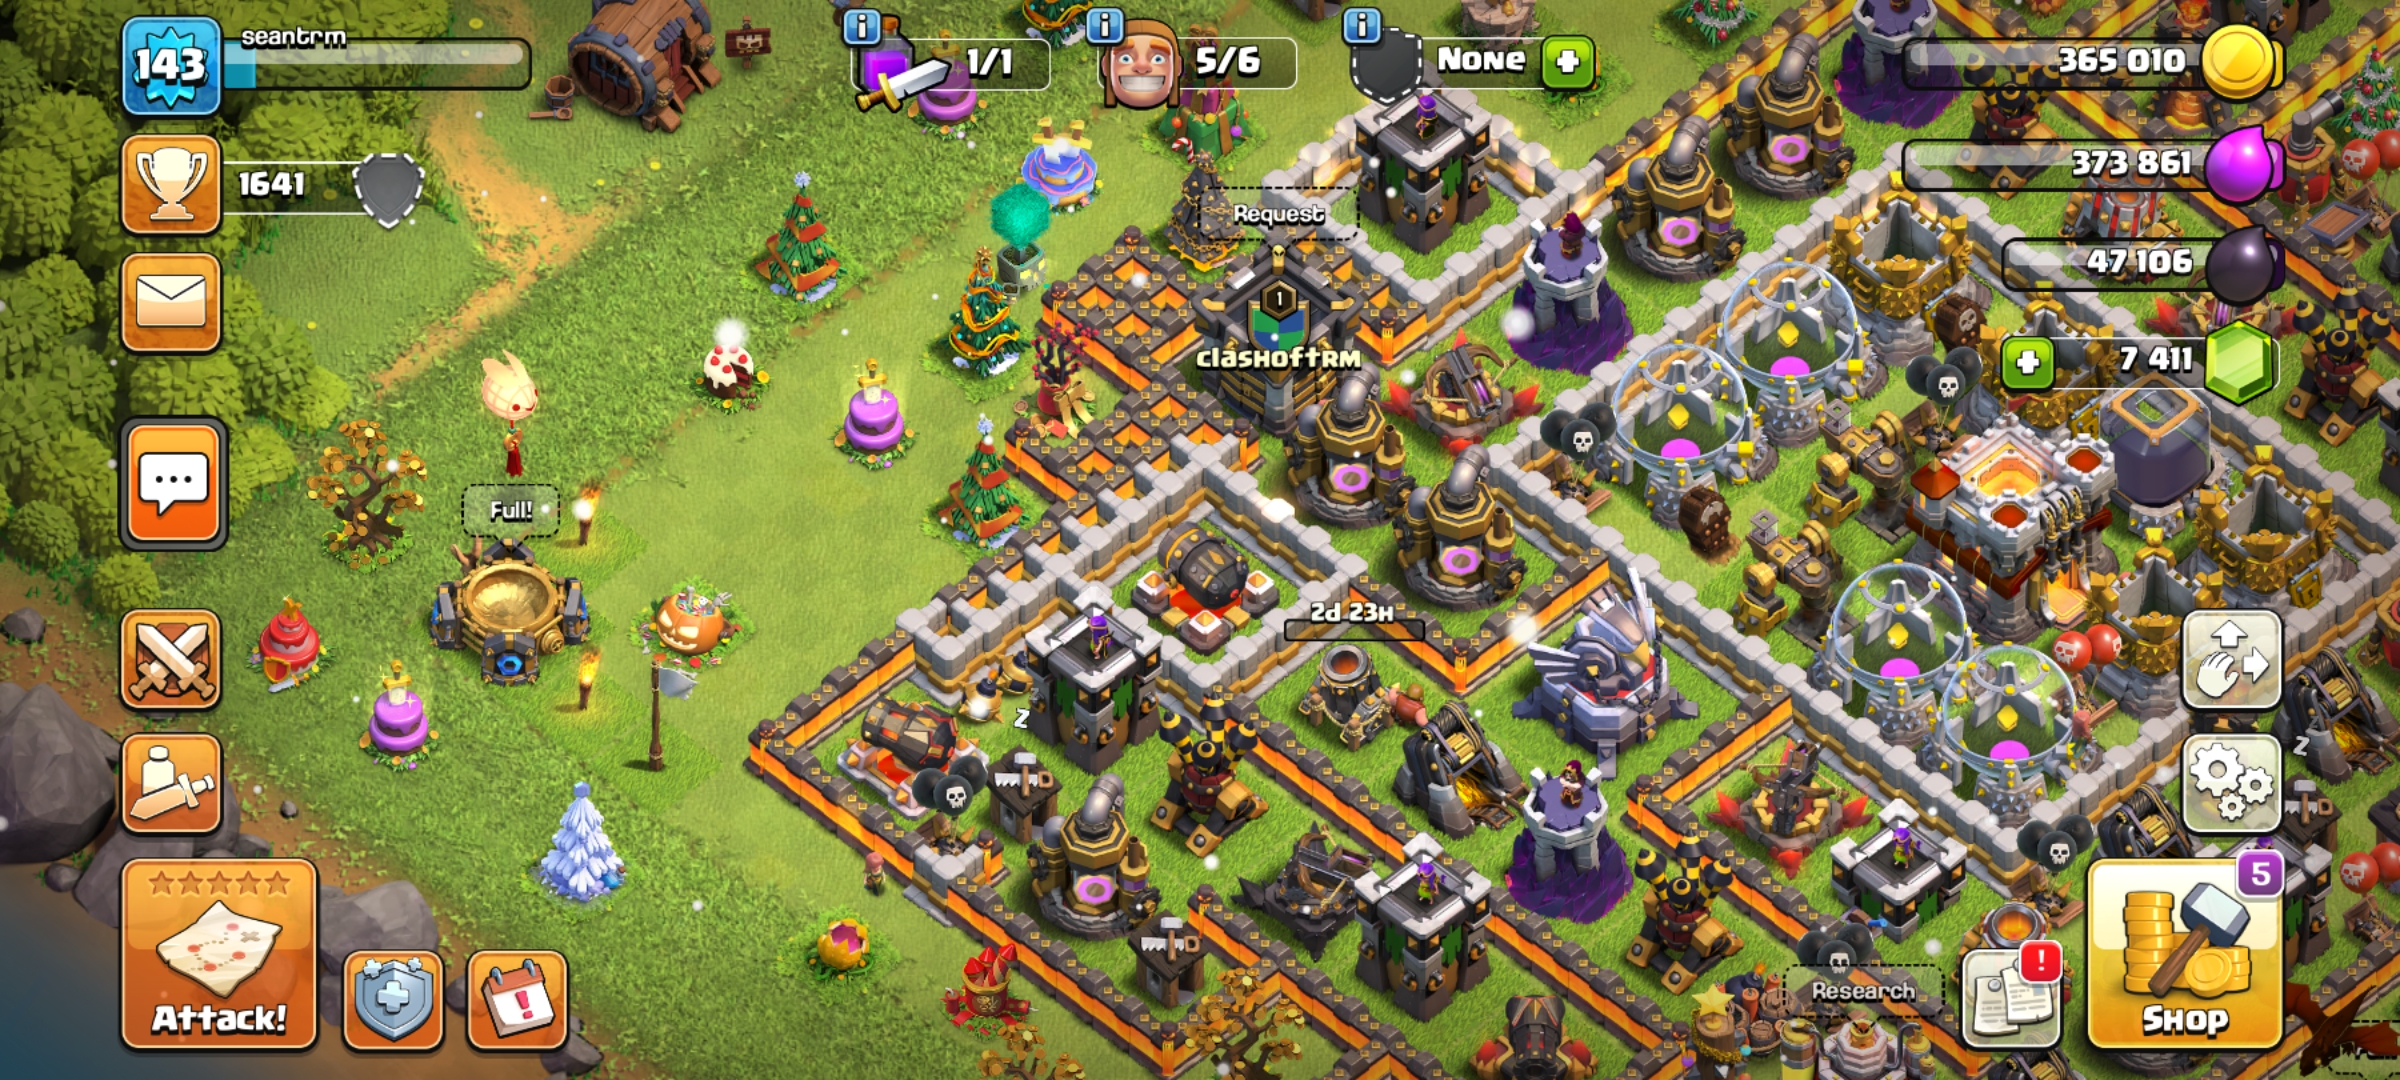 143
seantrm
1/1
5/6
None
365 010
1641
373 861
Request
47 106
1
clashoftrm
7 411
Full!
2d 23H
z
z
5
Research
!
Attack!
Shop